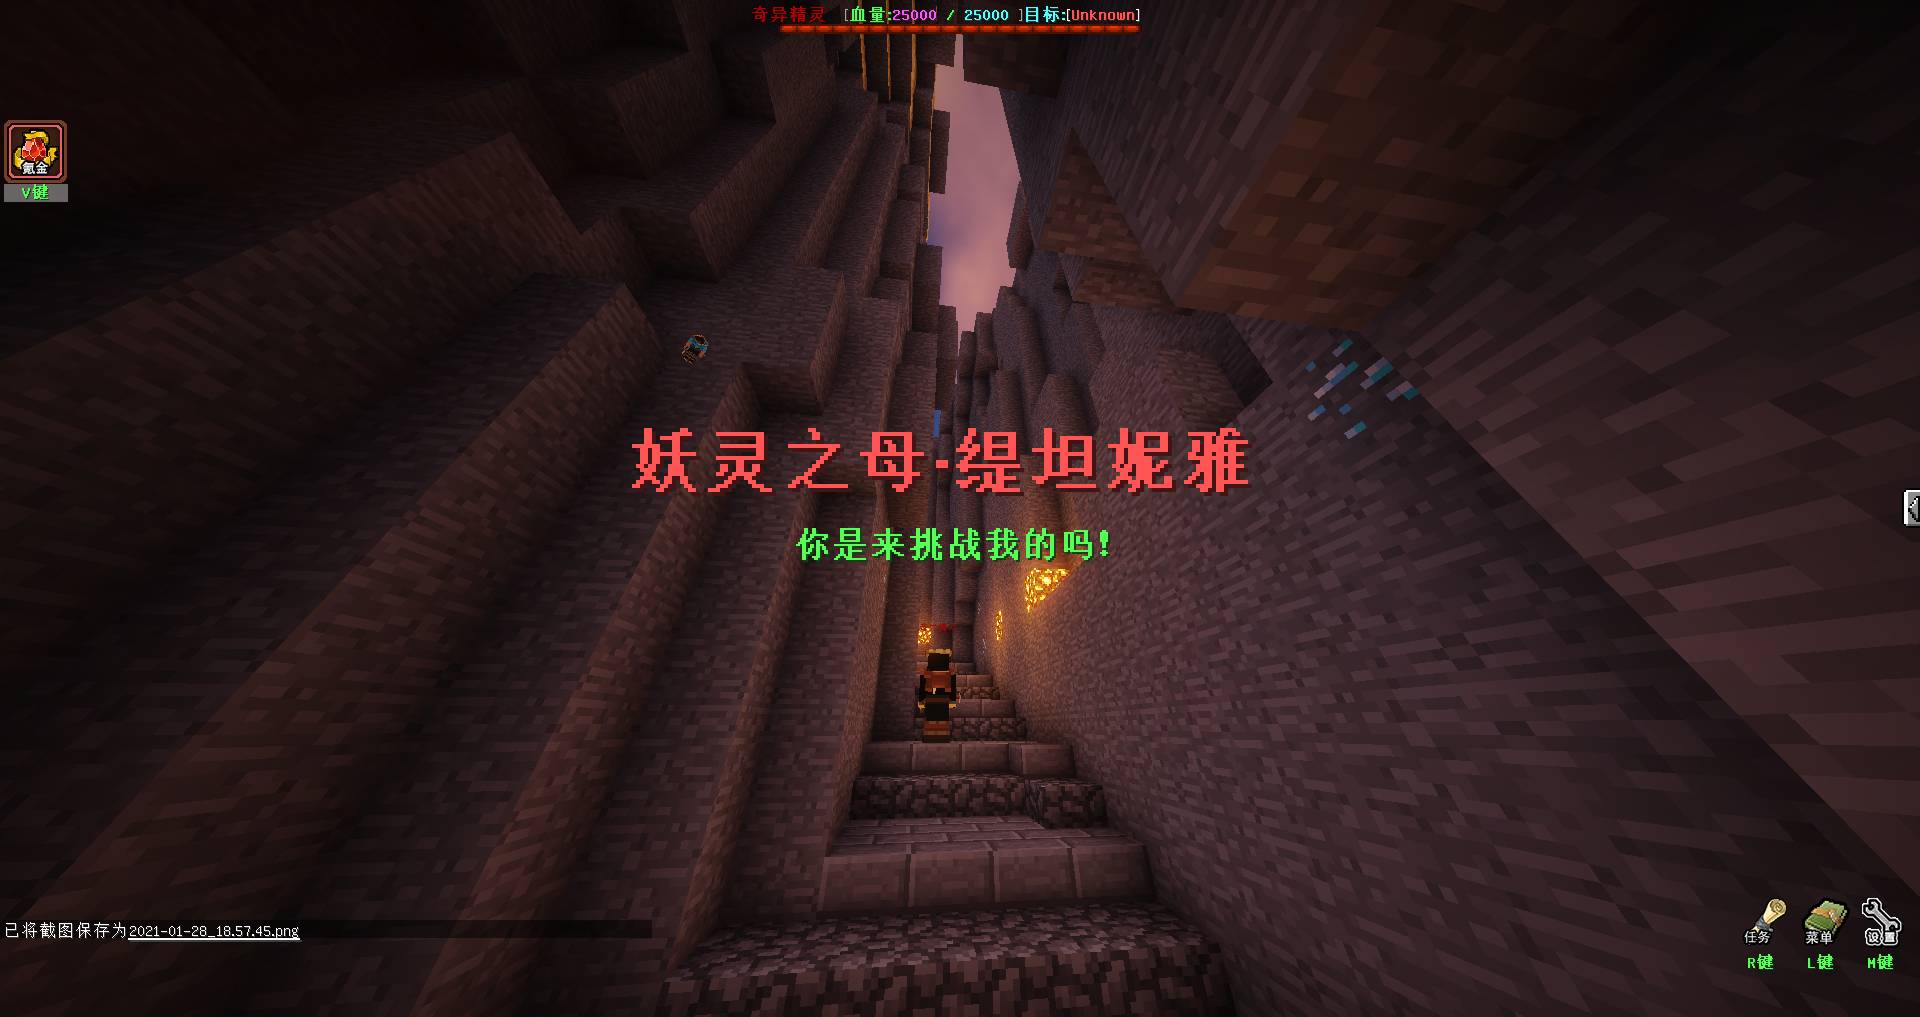 奇异精灵 [血量:25000 / 25000 ]目标:[Unknown]
氪金
V键
妖灵之母·缇坦妮雅
你是来挑战我的吗!
已将截图保存为2021-01-28_18.57.45.png
任务 菜单 设置
R键 L键 M键